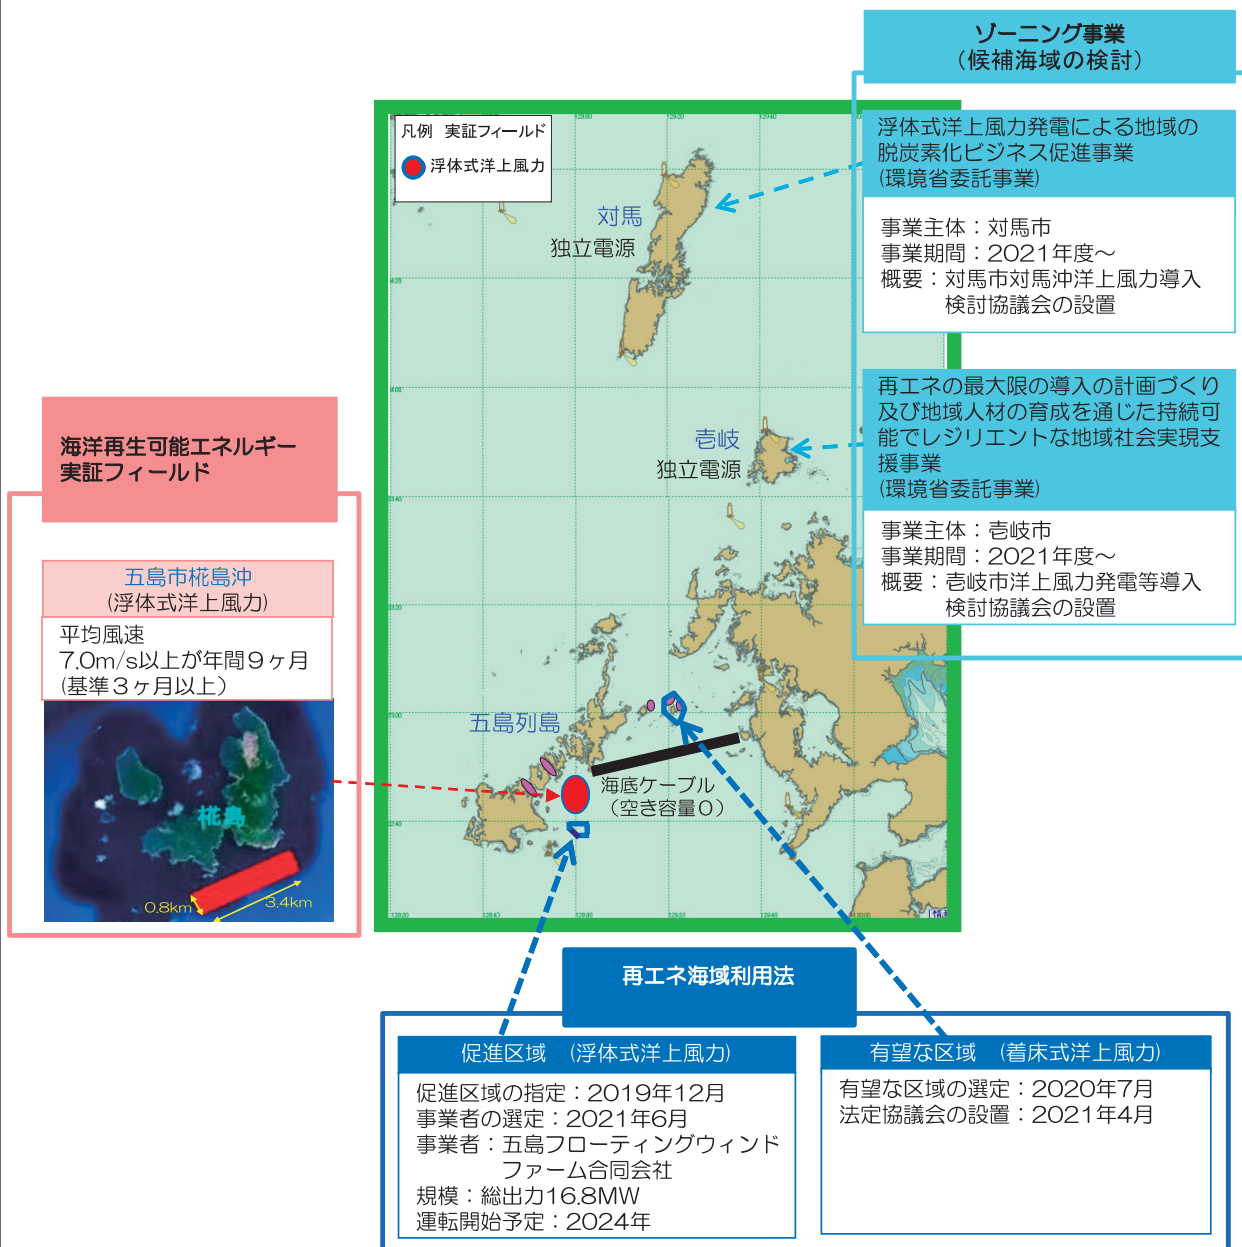 ゾーニング事業
（候補海域の検討）
浮体式洋上風力発電による地域の
脱炭素化ビジネス促進事業
(環境省委託事業)
事業主体：対馬市
事業期間：2021年度～
概要：対馬市対馬沖洋上風力導入
検討協議会の設置
再エネの最大限の導入の計画づくり
及び地域人材の育成を通じた持続可
能でレジリエントな地域社会実現支
援事業
(環境省委託事業)
事業主体：壱岐市
事業期間：2021年度～
概要：壱岐市洋上風力発電等導入
検討協議会の設置
凡例　実証フィールド
浮体式洋上風力
対馬
独立電源
壱岐
独立電源
五島列島
海底ケーブル
（空き容量０）
海洋再生可能エネルギー
実証フィールド
五島市椛島沖
(浮体式洋上風力)
平均風速
7.0m/s以上が年間９ヶ月
(基準３ヶ月以上）
椛島
0.8km
3.4km
再エネ海域利用法
促進区域　(浮体式洋上風力)
促進区域の指定：2019年12月
事業者の選定：2021年6月
事業者：五島フローティングウィンド
ファーム合同会社
規模：総出力16.8MW
運転開始予定：2024年
有望な区域　(着床式洋上風力)
有望な区域の選定：2020年7月
法定協議会の設置：2021年4月